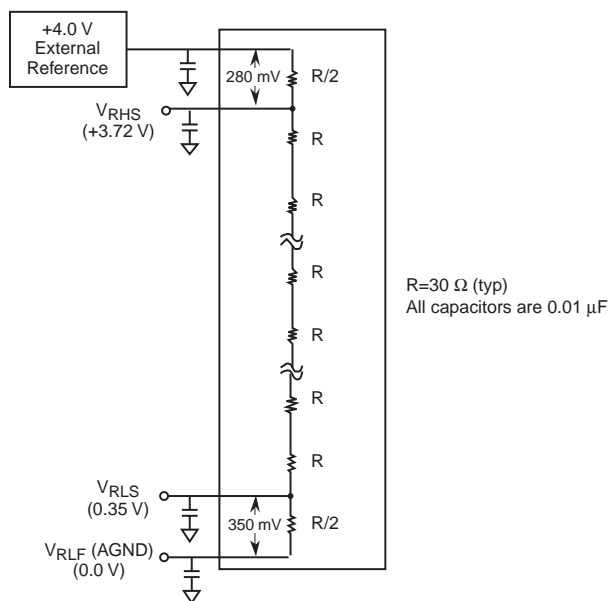 +4.0 V
External
Reference
280 mV
R/2
VRHS
(+3.72 V)
R
R
R
R=30 Ω (typ)
All capacitors are 0.01 µF
R
R
R
VRLS
(0.35 V)
350 mV
R/2
VRLF (AGND)
(0.0 V)